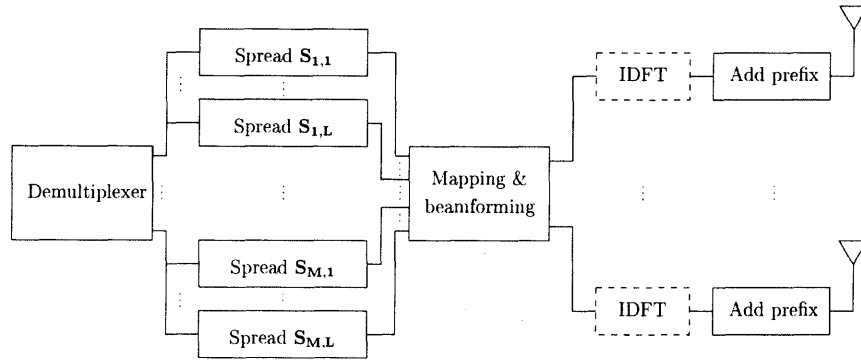 Spread S1,1
IDFT
Add prefix
Spread S1,L
Demultiplexer
Mapping &
beamforming
Spread SM,1
IDFT
Add prefix
Spread SM,L